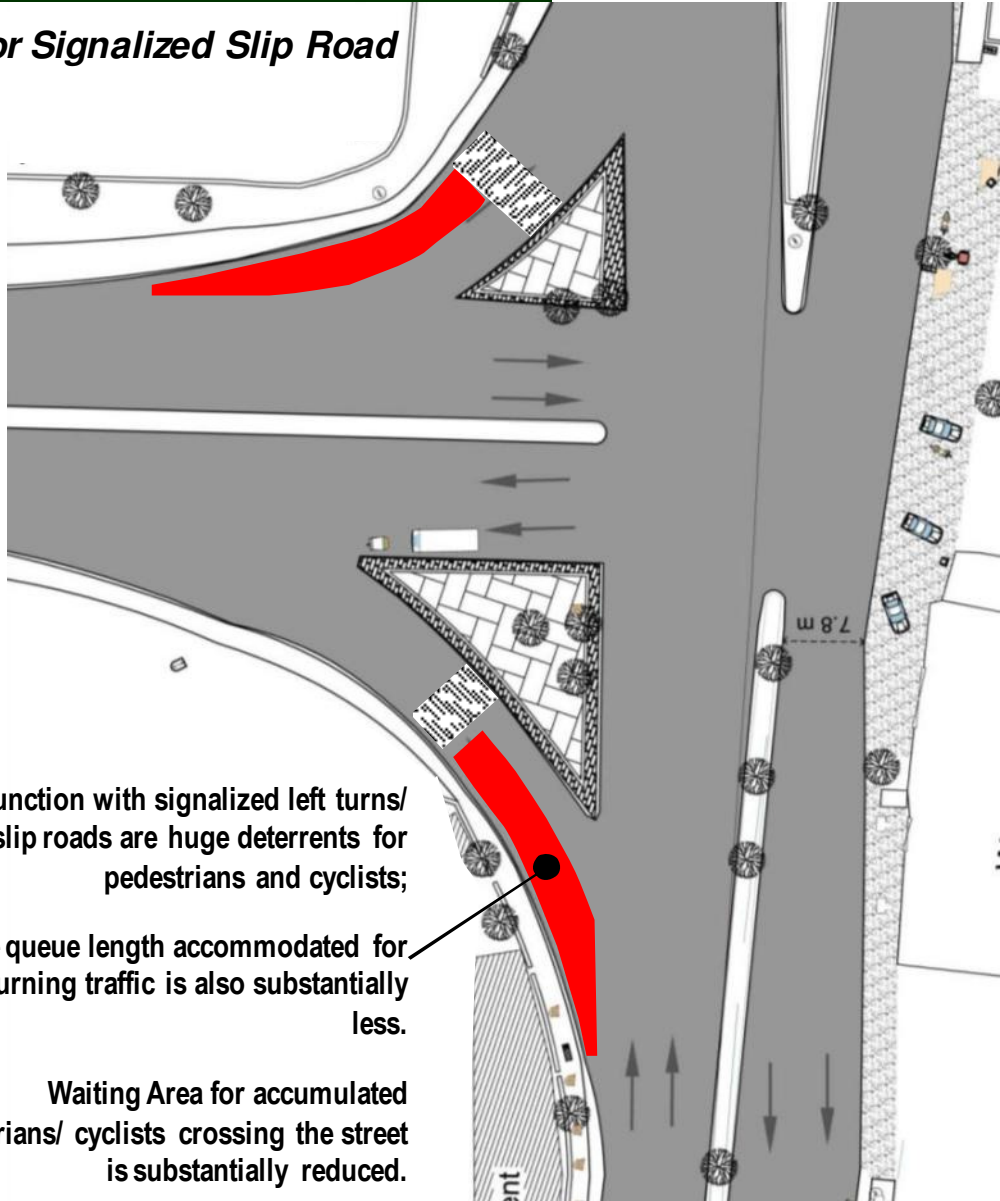 or Signalized Slip Road
7.8 m
unction with signalized left turns/
slip roads are huge deterrents for
pedestrians and cyclists;
queue length accommodated for
urning traffic is also substantially
less.
Waiting Area for accumulated
rians/ cyclists crossing the street
is substantially reduced.
ent